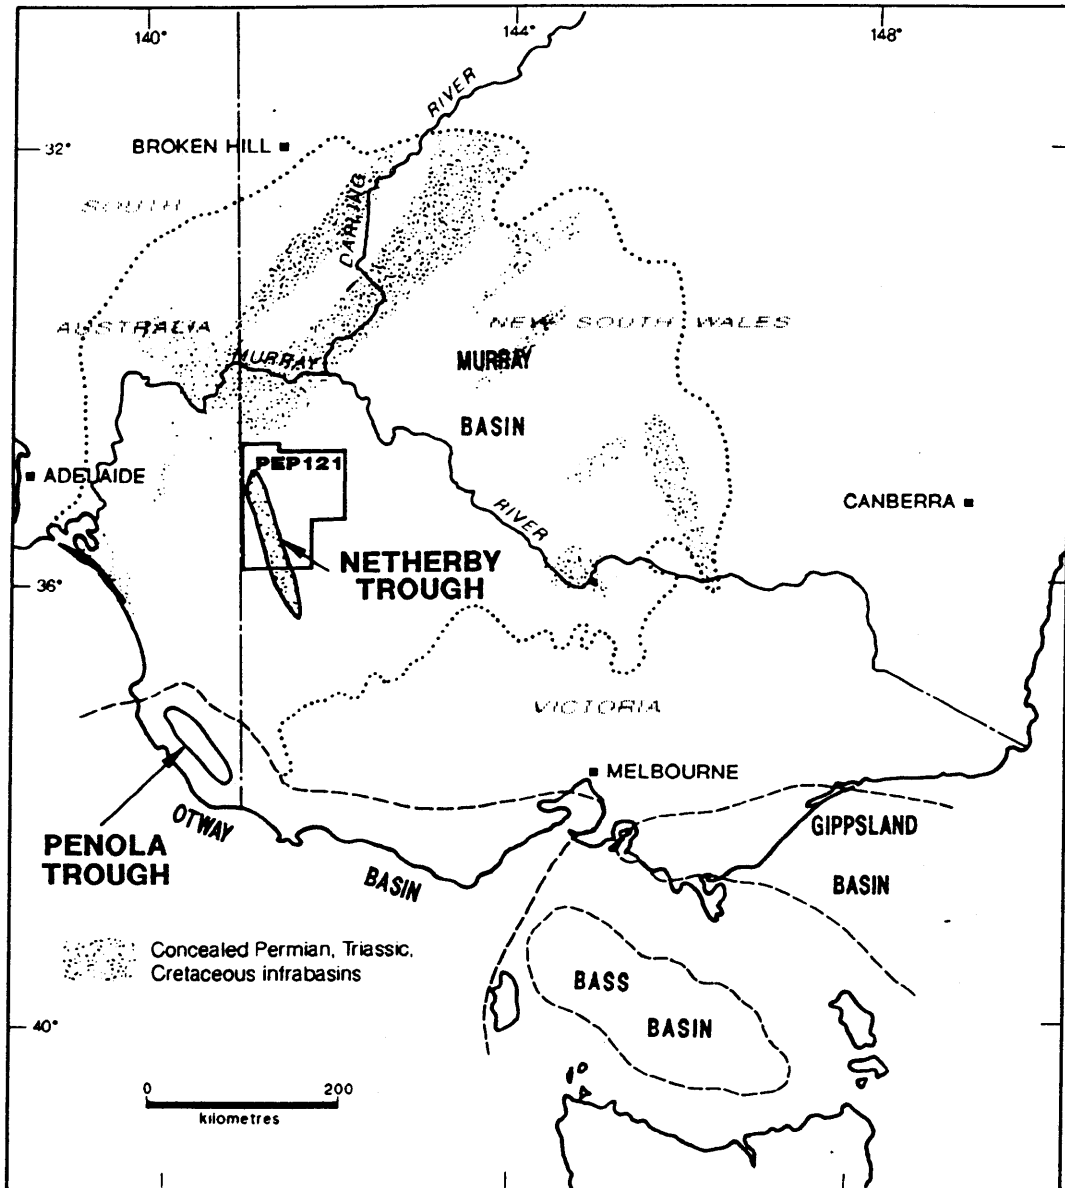 140°
144°
148°
RIVER
32°
BROKEN HILL
DARLING
SOUTH
AUSTRALIA
NEW SOUTH WALES
MURRAY
MURRAY
BASIN
PEP121
ADELAIDE
CANBERRA
RIVER
NETHERBY
TROUGH
36°
VICTORIA
MELBOURNE
OTWAY
GIPPSLAND
PENOLA
TROUGH
BASIN
BASIN
Concealed Permian, Triassic,
Cretaceous infrabasins
BASS
BASIN
40°
0 200
kilometres